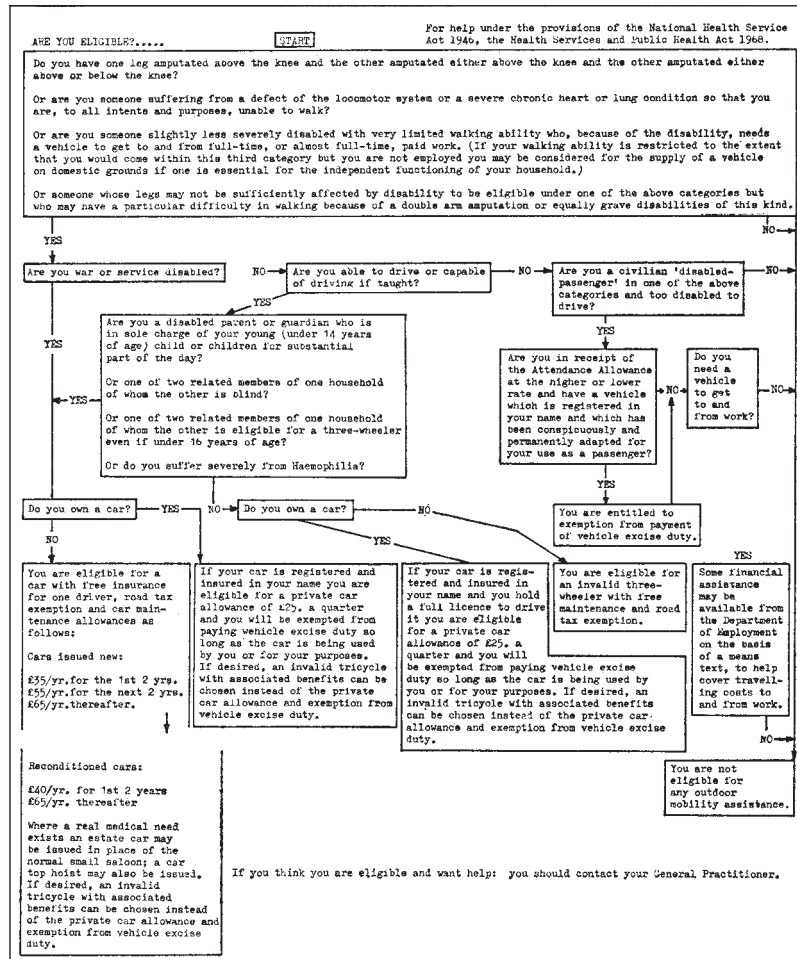 For help under the provisions of the National Health Service
ARE YOU ELIGIBLE?..... START Act 1946, the Health Services and Public Health Act 1968.
Do you have one leg amputated above the knee and the other amputated either above the knee and the other amputated either
above or below the knee?
Or are you someone suffering from a defect of the locomotor system or a severe chronic heart or lung condition so that you
are, to all intents and purposes, unable to walk?
Or are you someone slightly less severely disabled with very limited walking ability who, because of the disability, needs
a vehicle to get to and from full-time, or almost full-time, paid work. (If your walking ability is restricted to the extent
that you would come within this third category but you are not employed you may be considered for the supply of a vehicle
on domestic grounds if one is essential for the independent functioning of your household.)
Or someone whose legs may not be sufficiently affected by disability to be eligible under one of the above categories but
who may have a particular difficulty in walking because of a double arm amputation or equally grave disabilities of this kind.
YES
NO
Are you war or service disabled?
NO
Are you able to drive or capable
of driving if taught?
NO
Are you a civilian 'disabled-
passenger' in one of the above
categories and too disabled to
drive?
NO
YES
YES
YES
Are you a disabled parent or guardian who is
in sole charge of your young (under 14 years
of age) child or children for substantial
part of the day?
Or one of two related members of one household
of whom the other is blind?
Or one of two related members of one household
of whom the other is eligible for a three-wheeler
even if under 16 years of age?
Or do you suffer severely from Haemophilia?
YES
Are you in receipt of
the Attendance Allowance
at the higher or lower
rate and have a vehicle
which is registered in
your name and which has
been conspicuously and
permanently adapted for
your use as a passenger?
NO
Do you
need a
vehicle
to get
to and
from work?
NO
YES
You are entitled to
exemption from payment
of vehicle excise duty.
Do you own a car?
YES
NO
Do you own a car?
NO
NO
YES
YES
You are eligible for a
car with free insurance
for one driver, road tax
exemption and car main-
tenance allowances as
follows:
Cars issued new:
£35/yr.for the 1st 2 yrs.
£55/yr.for the next 2 yrs.
£65/yr.thereafter.
Reconditioned cars:
£40/yr. for 1st 2 years
£65/yr. thereafter
Where a real medical need
exists an estate car may
be issued in place of the
normal small saloon; a car
top hoist may also be issued.
If desired, an invalid
tricycle with associated
benefits can be chosen instead
of the private car allowance and
exemption from vehicle excise
duty.
If your car is registered and
insured in your name you are
eligible for a private car
allowance of £25. a quarter
and you will be exempted from
paying vehicle excise duty so
long as the car is being used
by you or for your purposes.
If desired, an invalid tricycle
with associated benefits can be
chosen instead of the private
car allowance and exemption from
vehicle excise duty.
If your car is regis-
tered and insured in
your name and you hold
a full licence to drive
it you are eligible
for a private car
allowance of £25. a
quarter and you will
be exempted from paying vehicle excise
duty so long as the car is being used by
you or for your purposes. If desired, an
invalid tricycle with associated benefits
can be chosen instead of the private car
allowance and exemption from vehicle excise
duty.
You are eligible for
an invalid three-
wheeler with free
maintenance and road
tax exemption.
Some financial
assistance
may be
available from
the Department
of Employment
on the basis
of a means
text, to help
cover travell-
ing costs to
and from work.
NO
You are not
eligible for
any outdoor
mobility assistance.
If you think you are eligible and want help: you should contact your General Practitioner.